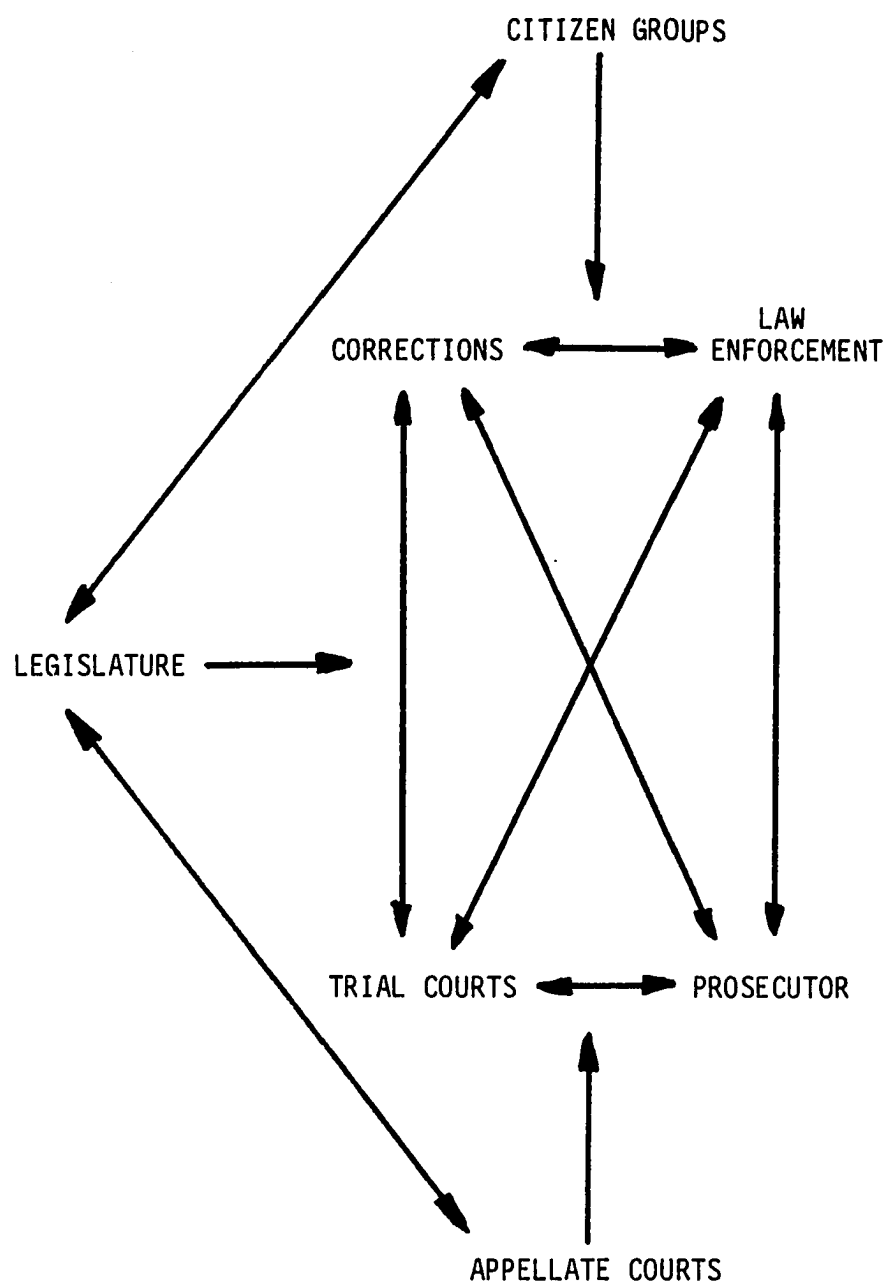 CITIZEN GROUPS
LAW
CORRECTIONS ENFORCEMENT
LEGISLATURE
TRIAL COURTS PROSECUTOR
APPELLATE COURTS